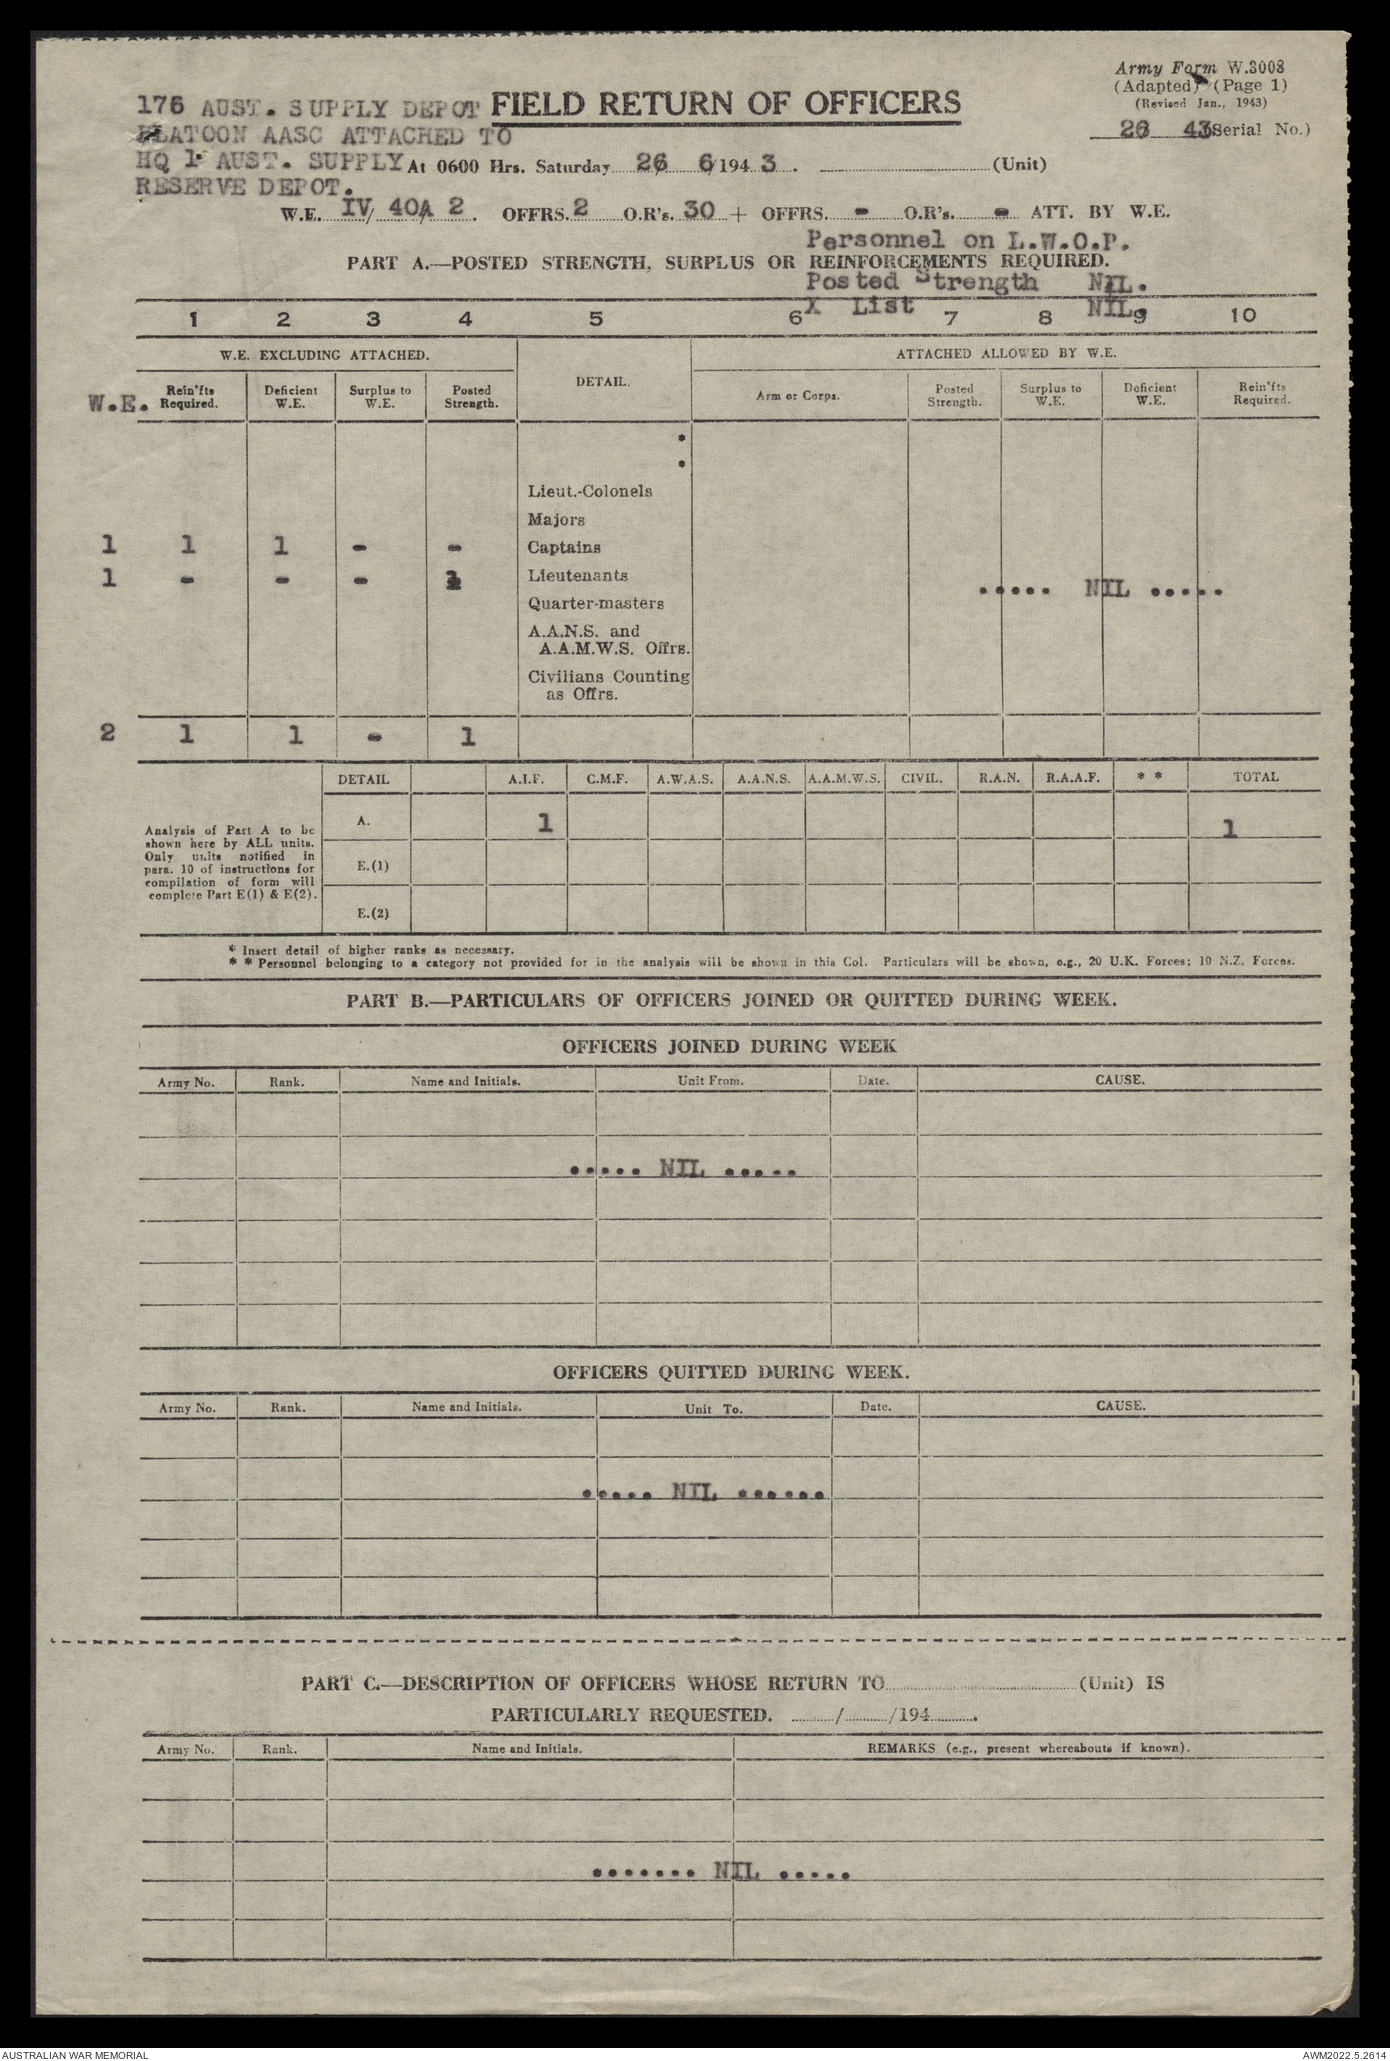 Army Form W.3008
(Adapted) (Page 1)
(Revised Jan., 1943)
26 43 (Serial No.)
176 AUST. SUPPLY DEPOT FIELD RETURN OF OFFICERS
PLATOON AASC ATTACHED TO
HQ 1 AUST. SUPPLY At 0600 Hrs. Saturday 26 6/194 3 . (Unit)
RESERVE DEPOT.
W.E. IV/ 40A/ 2 . OFFRS. 2 O.R's. 30 + OFFRS. - O.R's. - ATT. BY W.E.
Personnel on L.W.O.P.
PART A.—POSTED STRENGTH, SURPLUS OR REINFORCEMENTS REQUIRED.
Posted Strength NIL.
X List NIL.
1 2 3 4 5 6 7 8 9 10
W.E. EXCLUDING ATTACHED. DETAIL. ATTACHED ALLOWED BY W.E.
W.E. Rein'fts Required. Deficient W.E. Surplus to W.E. Posted Strength. Arm or Corps. Posted Strength. Surplus to W.E. Deficient W.E. Rein'fts Required.
*
*
Lieut.-Colonels
Majors
1 1 1 - - Captains
1 - - - 1 Lieutenants
..... NIL .....
Quarter-masters
A.A.N.S. and
A.A.M.W.S. Offrs.
Civilians Counting
as Offrs.
2 1 1 - 1
DETAIL A.I.F. C.M.F. A.W.A.S. A.A.N.S. A.A.M.W.S. CIVIL. R.A.N. R.A.A.F. * * TOTAL
A. 1 1
Analysis of Part A to be
shown here by ALL units.
Only units notified in
para. 10 of instructions for
compilation of form will
complete Part E(1) & E(2).
E.(1)
E.(2)
* Insert detail of higher ranks as necessary.
* * Personnel belonging to a category not provided for in the analysis will be shown in this Col. Particulars will be shown, e.g., 20 U.K. Forces; 10 N.Z. Forces.
PART B.—PARTICULARS OF OFFICERS JOINED OR QUITTED DURING WEEK.
OFFICERS JOINED DURING WEEK
Army No. Rank. Name and Initials. Unit From. Date. CAUSE.
..... NIL .....
OFFICERS QUITTED DURING WEEK.
Army No. Rank. Name and Initials. Unit To. Date. CAUSE.
..... NIL ......
PART C.—DESCRIPTION OF OFFICERS WHOSE RETURN TO (Unit) IS
PARTICULARLY REQUESTED. / /194 .
Army No. Rank. Name and Initials. REMARKS (e.g., present whereabouts if known).
....... NIL .....
AUSTRALIAN WAR MEMORIAL AWM2022.5.2614